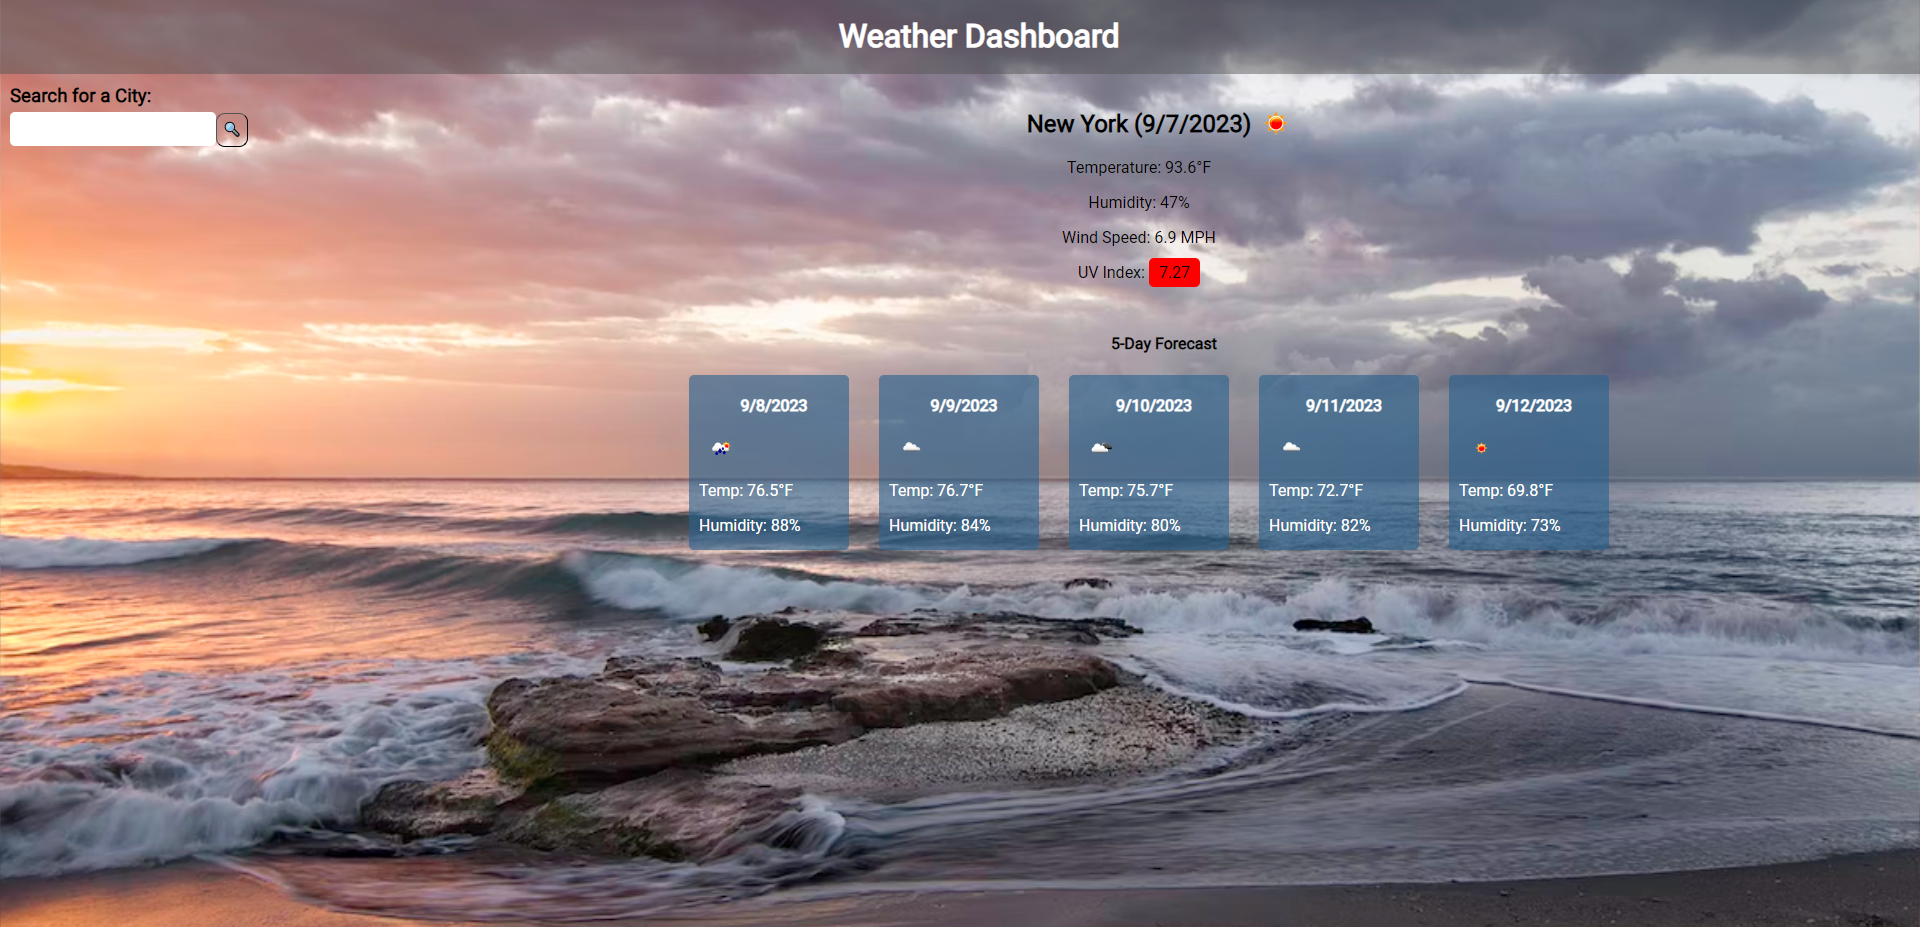 Weather Dashboard
Search for a City:
New York (9/7/2023)
Temperature: 93.6°F
Humidity: 47%
Wind Speed: 6.9 MPH
UV Index: 7.27
5-Day Forecast
9/8/2023
Temp: 76.5°F
Humidity: 88%
9/9/2023
Temp: 76.7°F
Humidity: 84%
9/10/2023
Temp: 75.7°F
Humidity: 80%
9/11/2023
Temp: 72.7°F
Humidity: 82%
9/12/2023
Temp: 69.8°F
Humidity: 73%